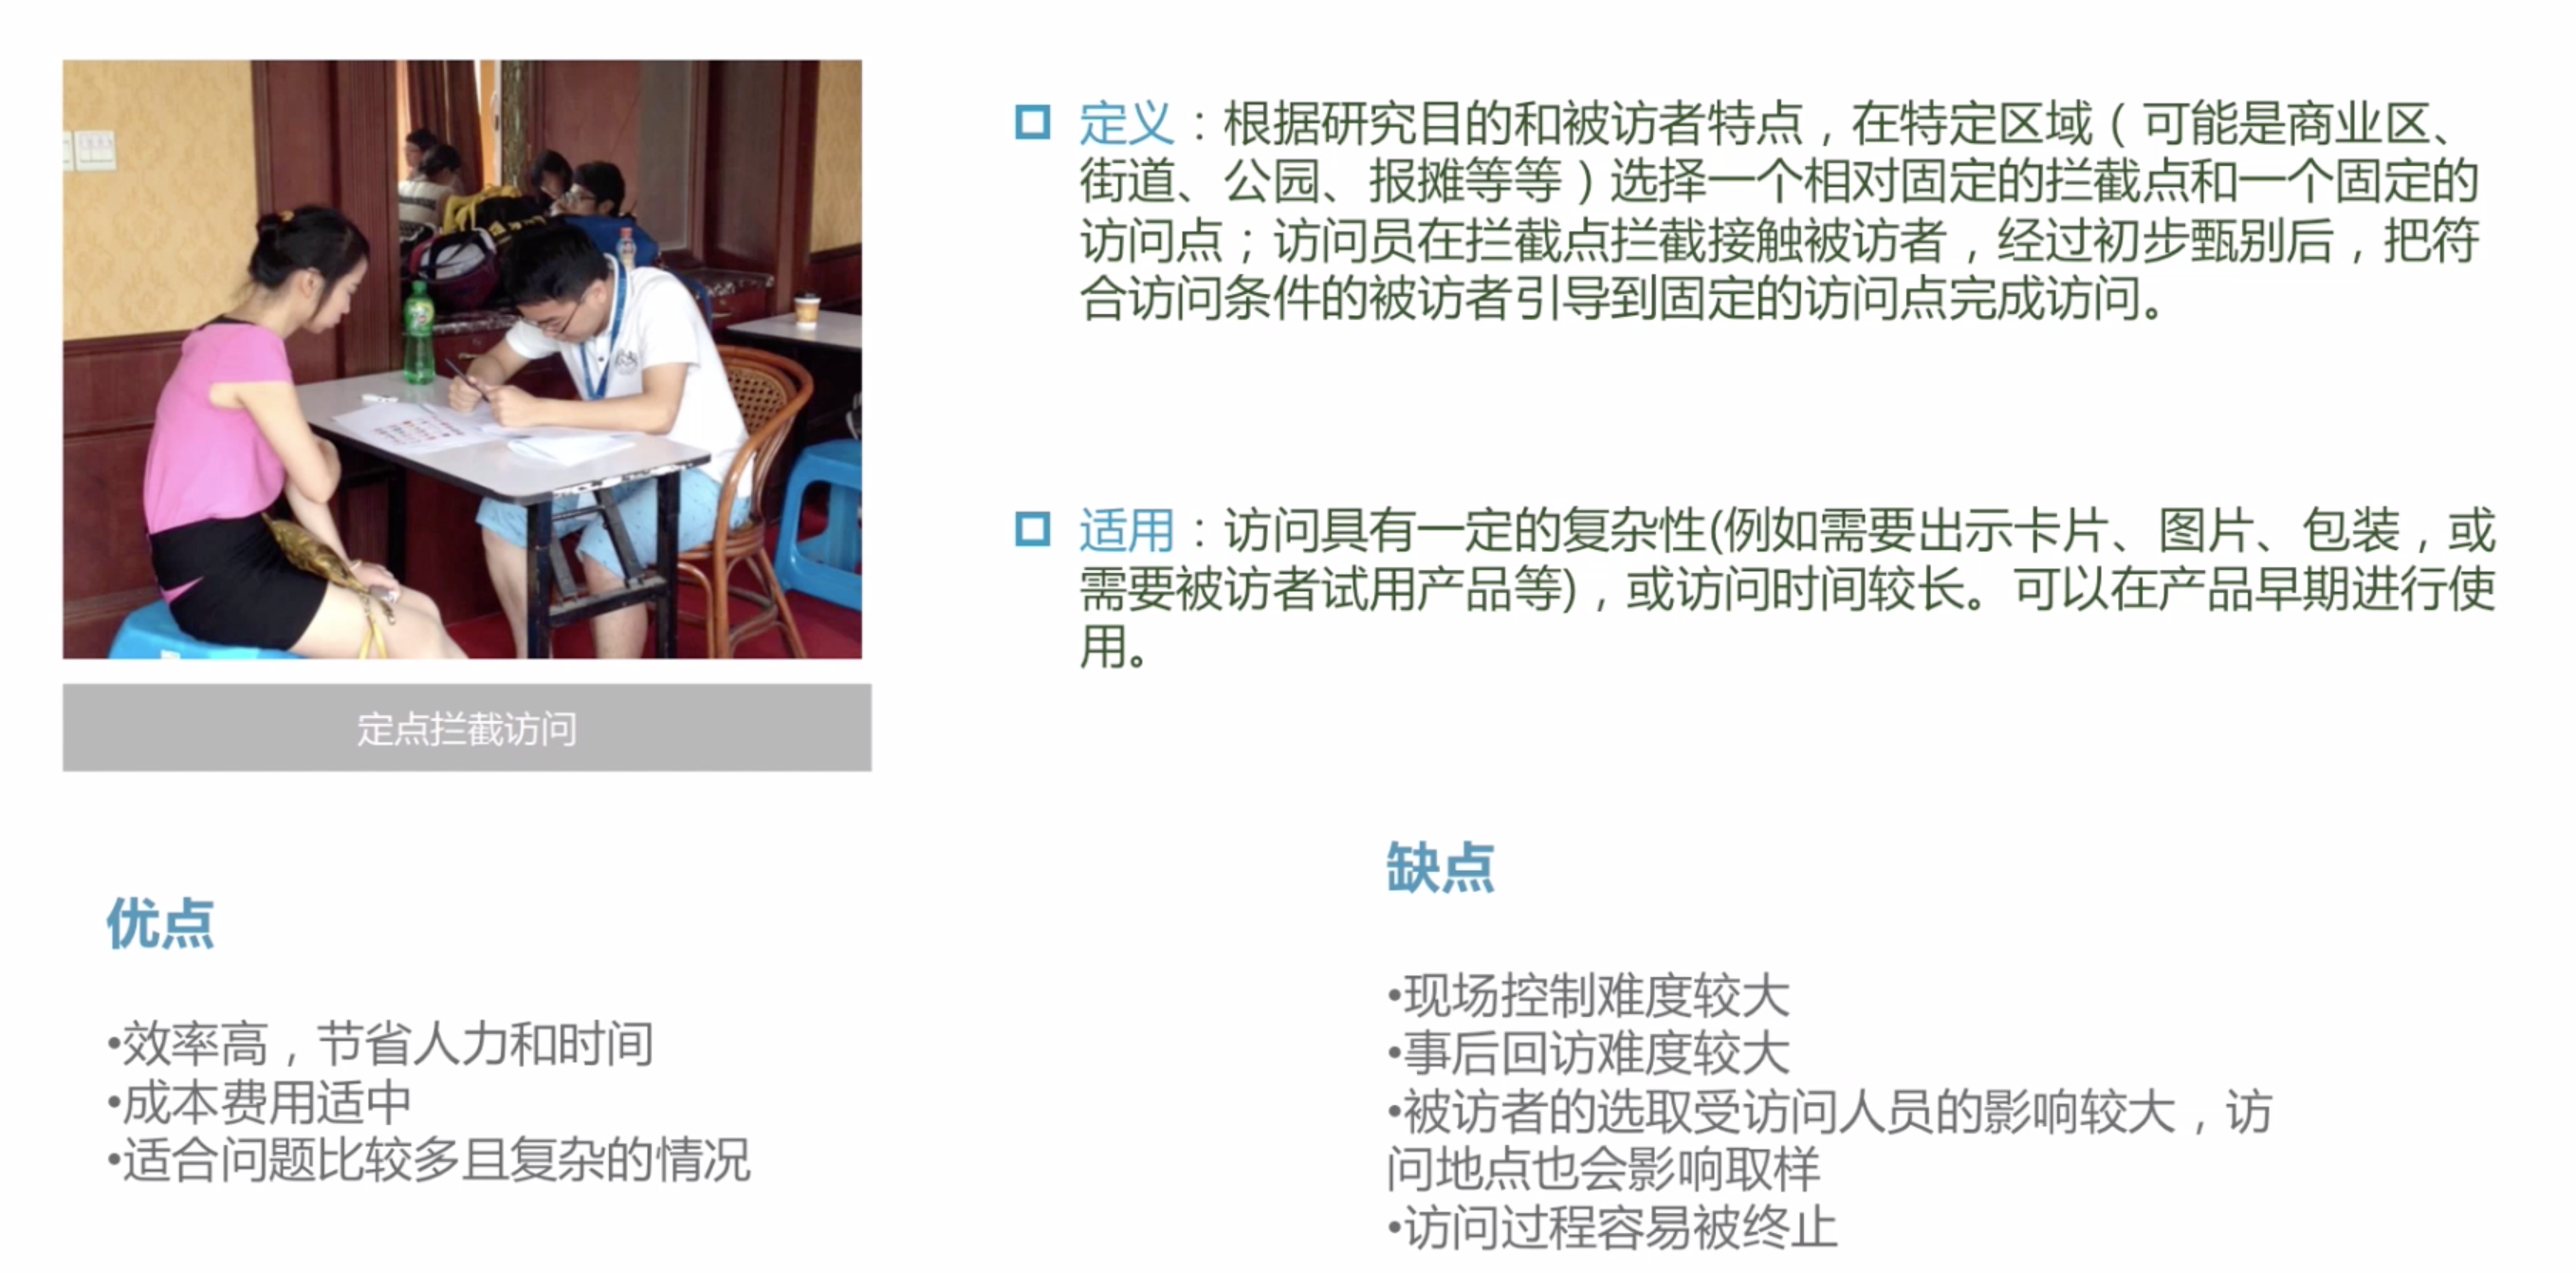 定义：根据研究目的和被访者特点，在特定区域（可能是商业区、
街道、公园、报摊等等）选择一个相对固定的拦截点和一个固定的
访问点；访问员在拦截点拦截接触被访者，经过初步甄别后，把符
合访问条件的被访者引导到固定的访问点完成访问。
适用：访问具有一定的复杂性(例如需要出示卡片、图片、包装，或
需要被访者试用产品等)，或访问时间较长。可以在产品早期进行使
用。
定点拦截访问
优点
•效率高，节省人力和时间
•成本费用适中
•适合问题比较多且复杂的情况
缺点
•现场控制难度较大
•事后回访难度较大
•被访者的选取受访问人员的影响较大，访
问地点也会影响取样
•访问过程容易被终止